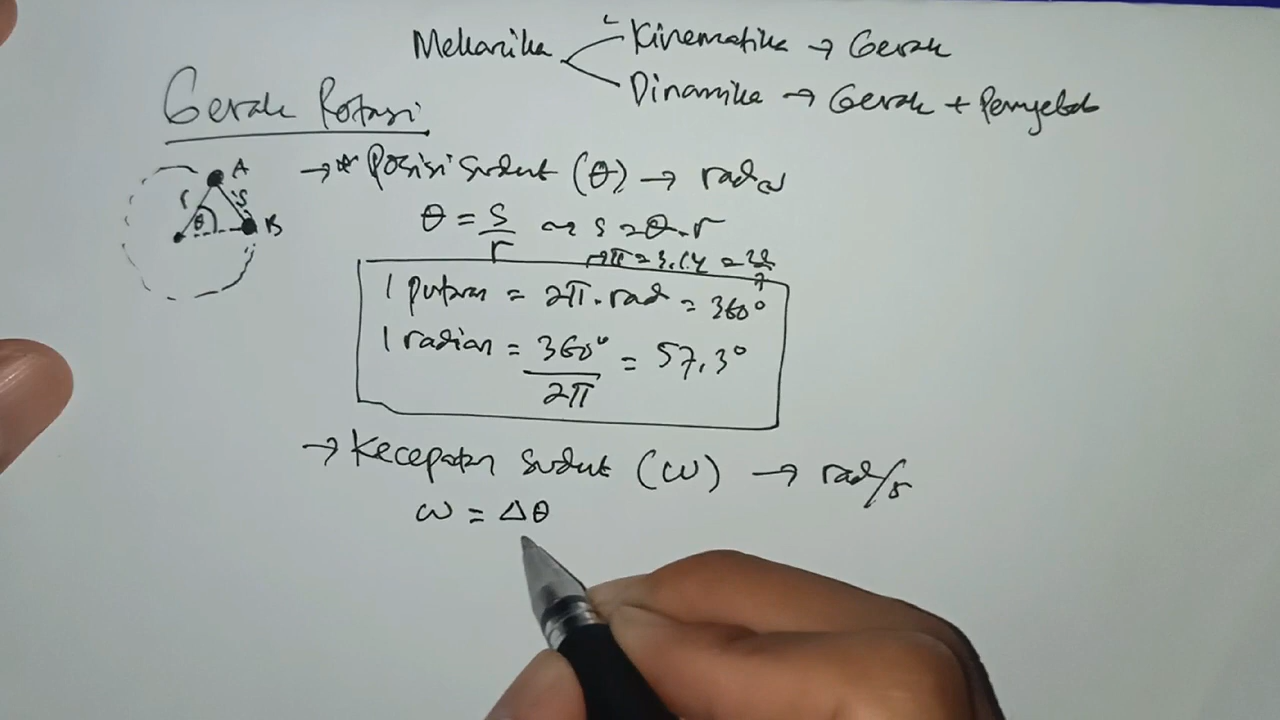 Mekanika
Kinematika → Gerak
Dinamika → Gerak + Penyebab
Gerak Rotasi
A
r
S
θ
B
→ * Posisi sudut (θ) → rad
θ = S/r ~ s = θ . r
→ π = 3,14 = 22/7
1 putaran = 2π . rad = 360°
1 radian = 360°/2π = 57,3°
→ Kecepatan sudut (ω) → rad/s
ω = Δθ